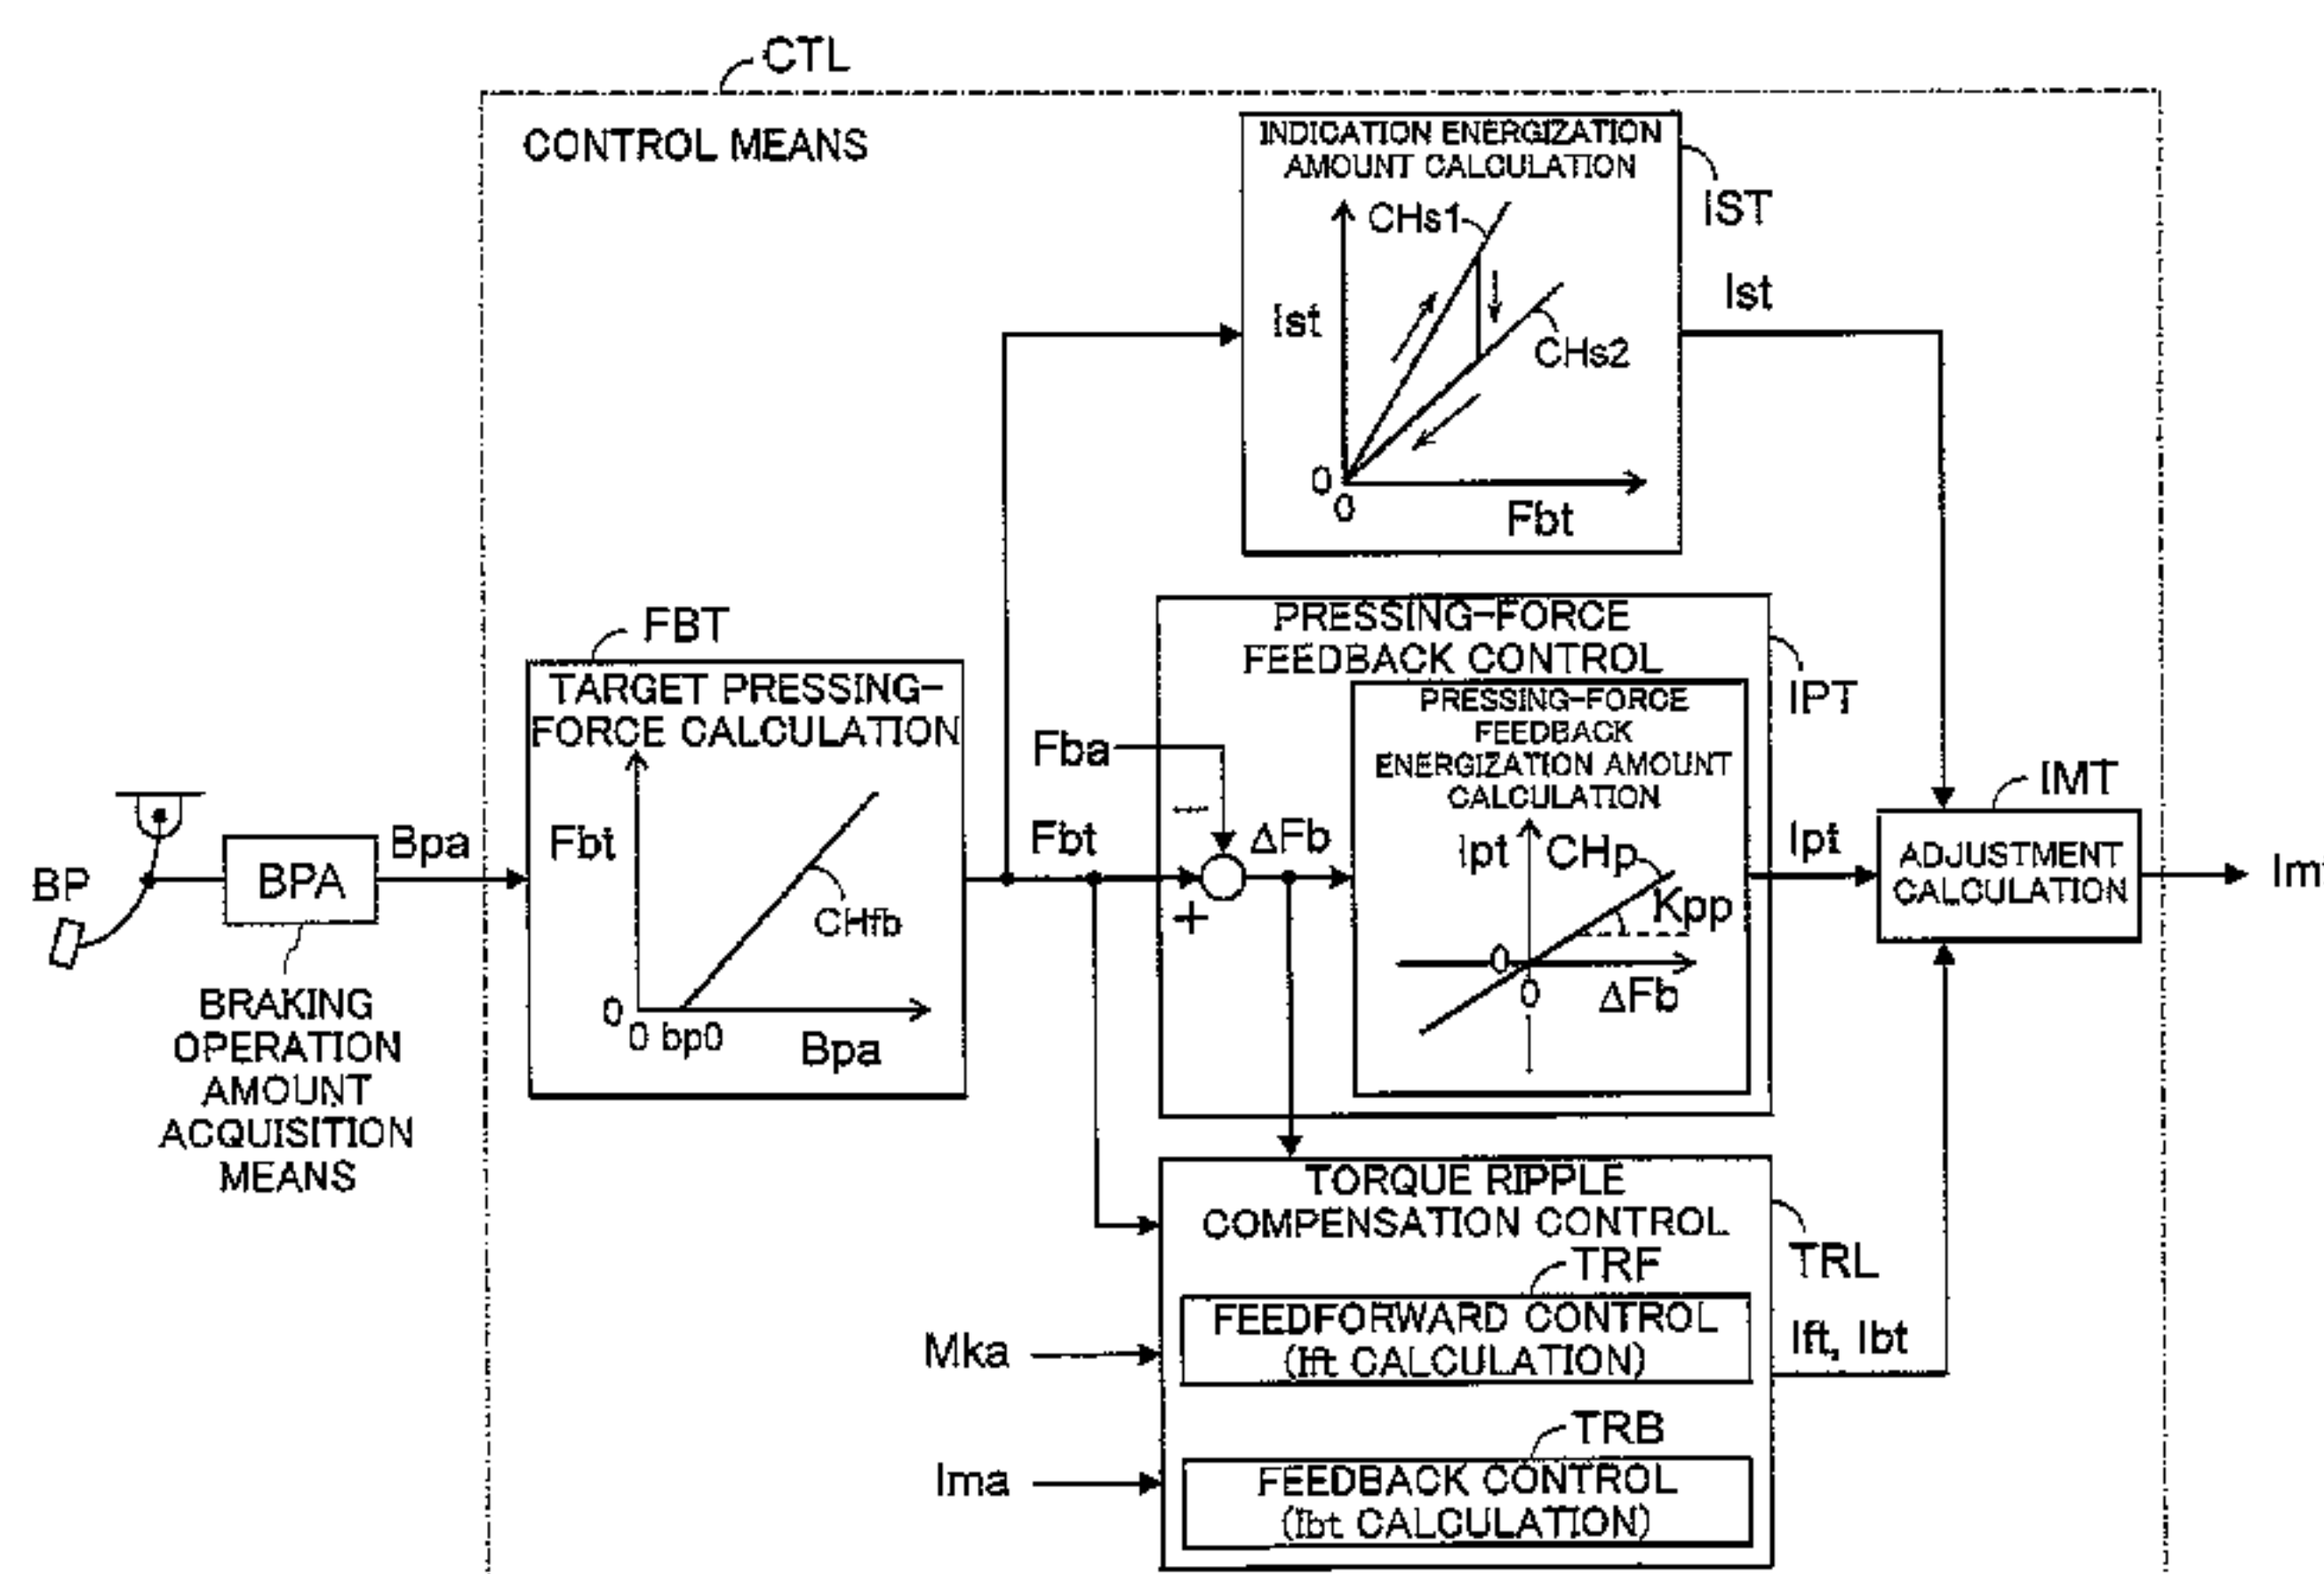 CTL
CONTROL MEANS
INDICATION ENERGIZATION
AMOUNT CALCULATION
IST
CHs1
Ist
CHs2
0
0
Fbt
Ist
FBT
TARGET PRESSING-
FORCE CALCULATION
Fbt
CHfb
0
0 bp0
Bpa
BP
BPA
Bpa
BRAKING
OPERATION
AMOUNT
ACQUISITION
MEANS
PRESSING-FORCE
FEEDBACK CONTROL
IPT
PRESSING-FORCE
FEEDBACK
ENERGIZATION AMOUNT
CALCULATION
Fba
−
Fbt
+
ΔFb
Ipt
CHp
Kpp
0
0
ΔFb
Ipt
IMT
ADJUSTMENT
CALCULATION
TORQUE RIPPLE
COMPENSATION CONTROL
TRL
TRF
FEEDFORWARD CONTROL
(Ift CALCULATION)
Mka
Ift, Ibt
TRB
Ima
FEEDBACK CONTROL
(Ibt CALCULATION)